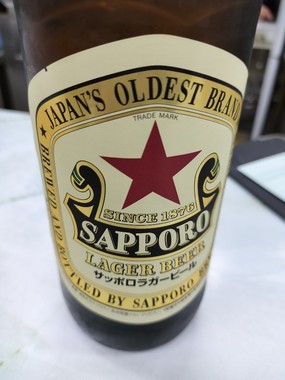 ★ JAPAN'S OLDEST BRAND
TRADE MARK
SINCE 1876
SAPPORO
LAGER BEER
サッポロラガービール
BREWED AND BOTTLED BY SAPPORO